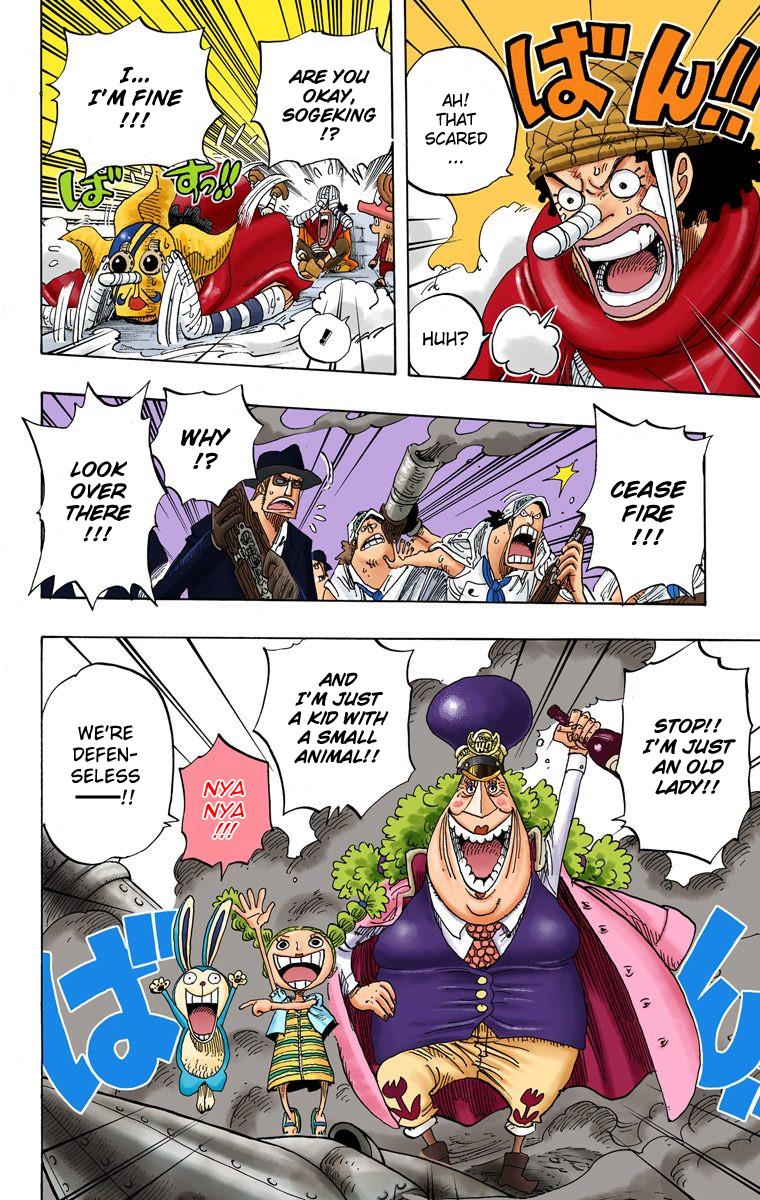 ばん!!
AH!
THAT
SCARED
...
HUH?
ARE YOU
OKAY,
SOGEKING
!?
I...
I'M FINE
!!!
ばすっ!!
!
CEASE
FIRE
!!!
WHY
!?
LOOK
OVER
THERE
!!!
STOP!!
I'M JUST
AN OLD
LADY!!
AND
I'M JUST
A KID WITH
A SMALL
ANIMAL!!
NYA
NYA
!!!
WE'RE
DEFEN-
SELESS
——!!
ばん